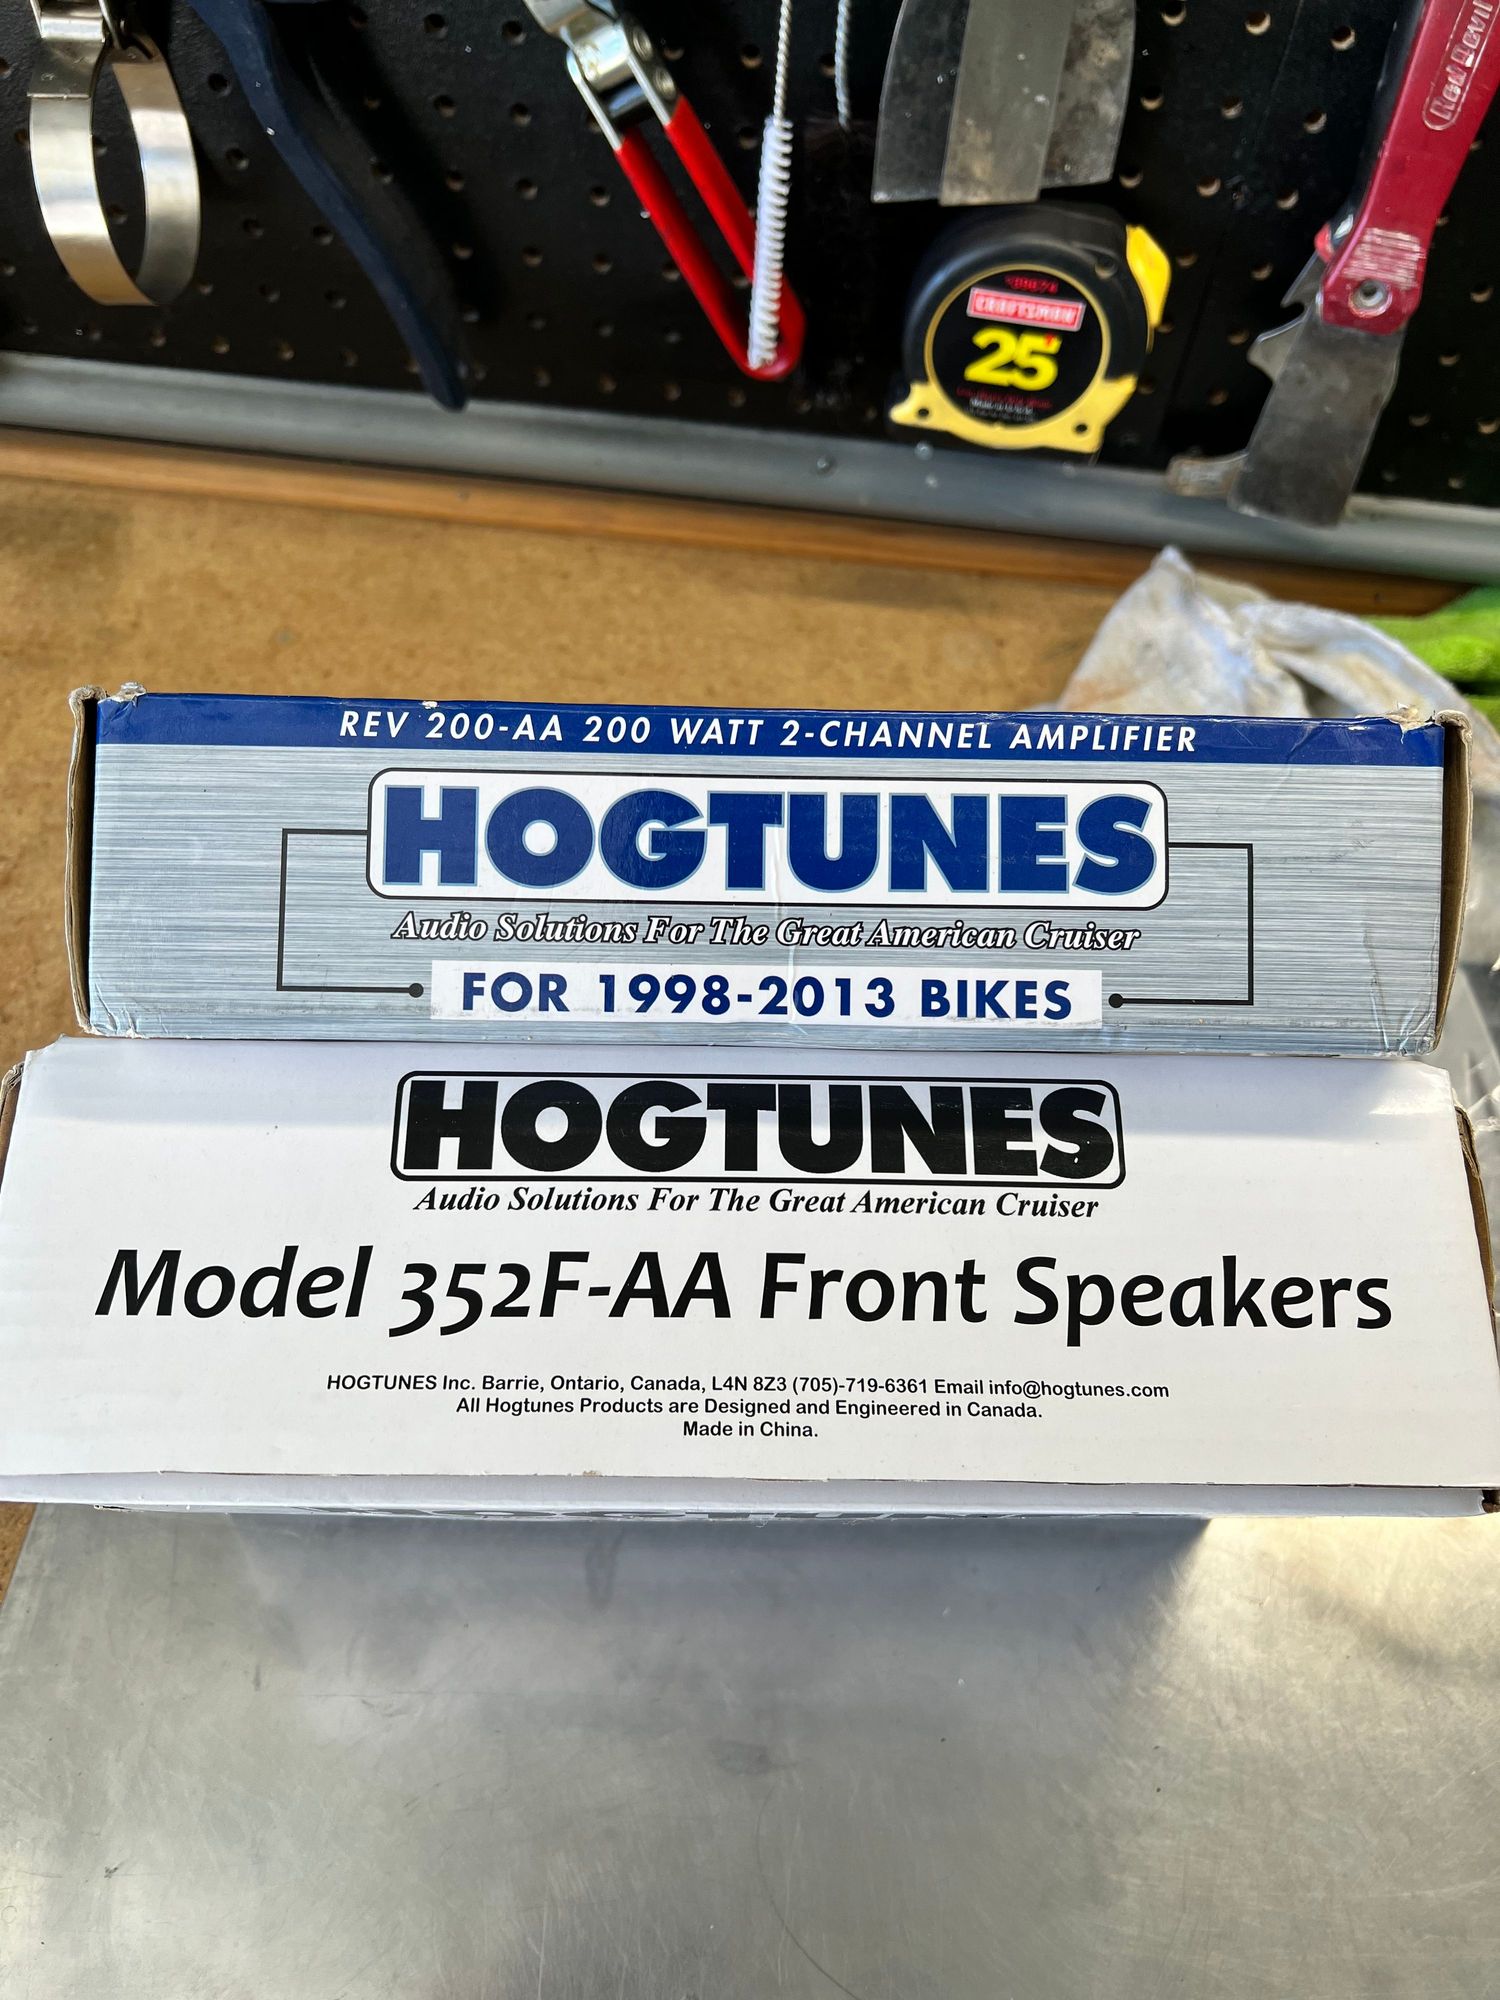 Red Devil
CRAFTSMAN
25'
REV 200-AA 200 WATT 2-CHANNEL AMPLIFIER
HOGTUNES
Audio Solutions For The Great American Cruiser
FOR 1998-2013 BIKES
HOGTUNES
Audio Solutions For The Great American Cruiser
Model 352F-AA Front Speakers
HOGTUNES Inc. Barrie, Ontario, Canada, L4N 8Z3 (705)-719-6361 Email info@hogtunes.com
All Hogtunes Products are Designed and Engineered in Canada.
Made in China.